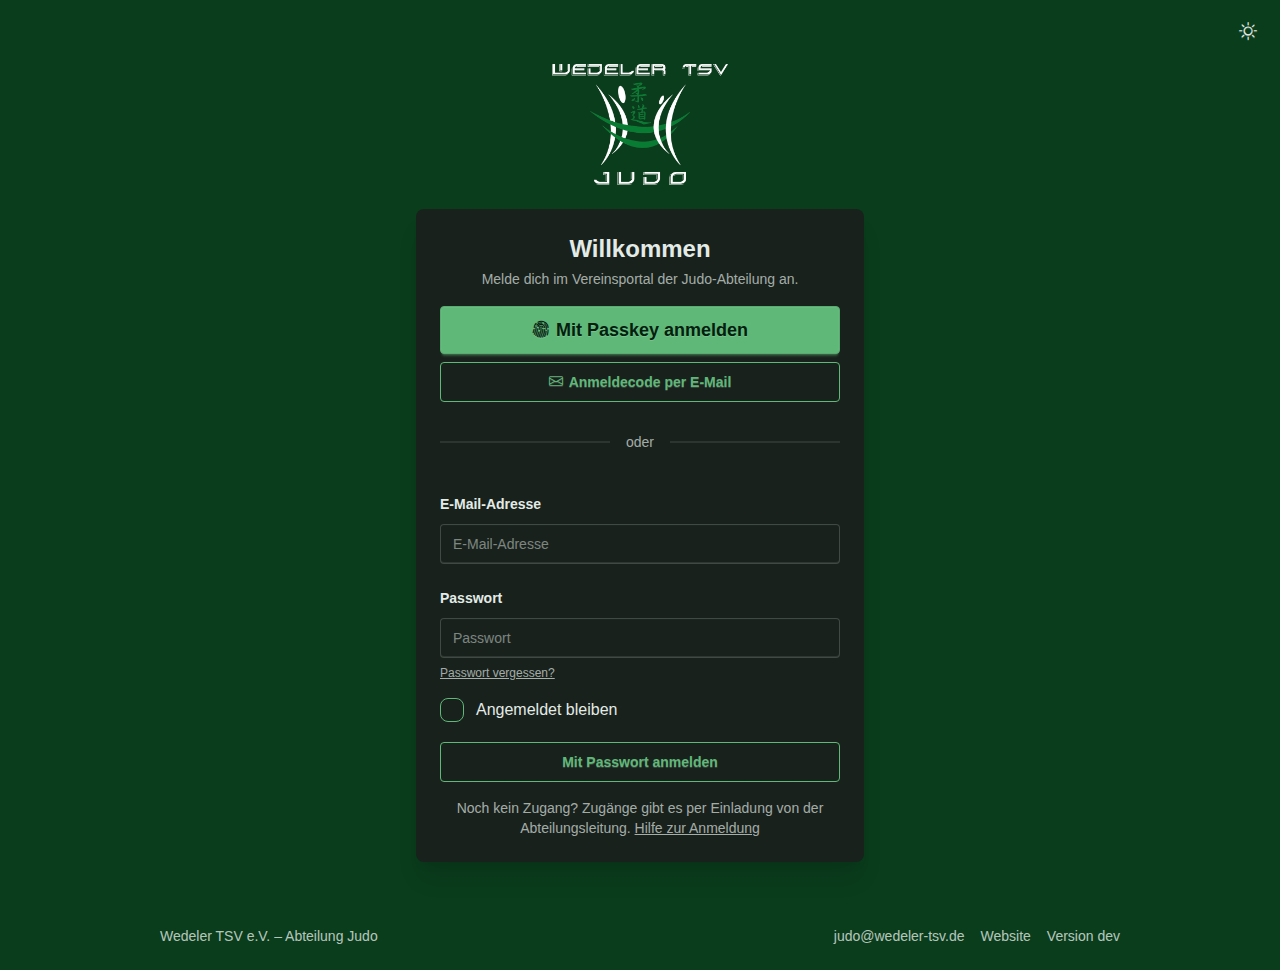 WEDELER TSV
柔
道
JUDO
Willkommen
Melde dich im Vereinsportal der Judo-Abteilung an.
Mit Passkey anmelden
Anmeldecode per E-Mail
oder
E-Mail-Adresse
E-Mail-Adresse
Passwort
Passwort
Passwort vergessen?
Angemeldet bleiben
Mit Passwort anmelden
Noch kein Zugang? Zugänge gibt es per Einladung von der
Abteilungsleitung. Hilfe zur Anmeldung
Wedeler TSV e.V. – Abteilung Judo
judo@wedeler-tsv.de Website Version dev